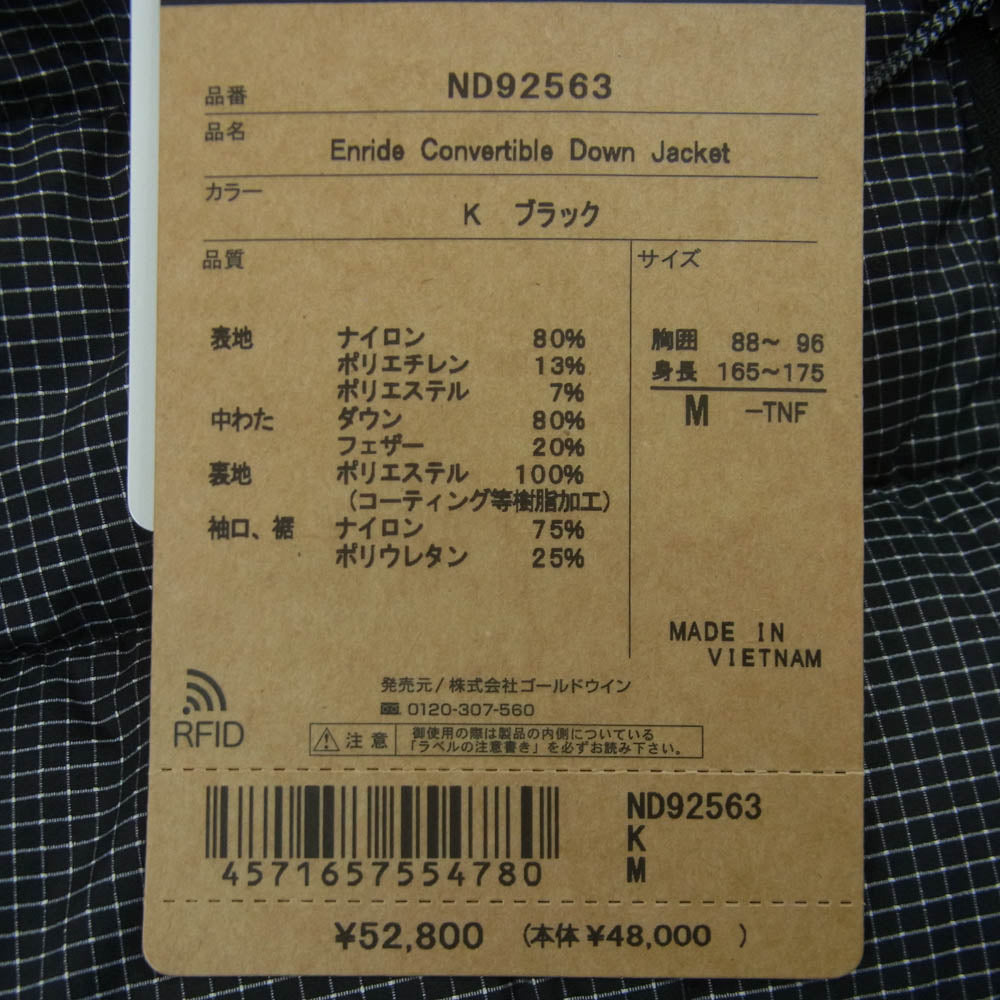 品番 ND92563
品名 Enride Convertible Down Jacket
カラー K ブラック
品質 サイズ
表地 ナイロン 80%
ポリエチレン 13%
ポリエステル 7%
中わた ダウン 80%
フェザー 20%
裏地 ポリエステル 100%
(コーティング等樹脂加工)
袖口、裾 ナイロン 75%
ポリウレタン 25%
胸囲 88〜 96
身長 165〜175
M -TNF
MADE IN
VIETNAM
RFID
発売元/株式会社ゴールドウイン
0120-307-560
注意 御使用の際は製品の内側についている
「ラベルの注意書き」を必ずお読み下さい。
4571657554780
ND92563
K
M
¥52,800 (本体¥48,000 )